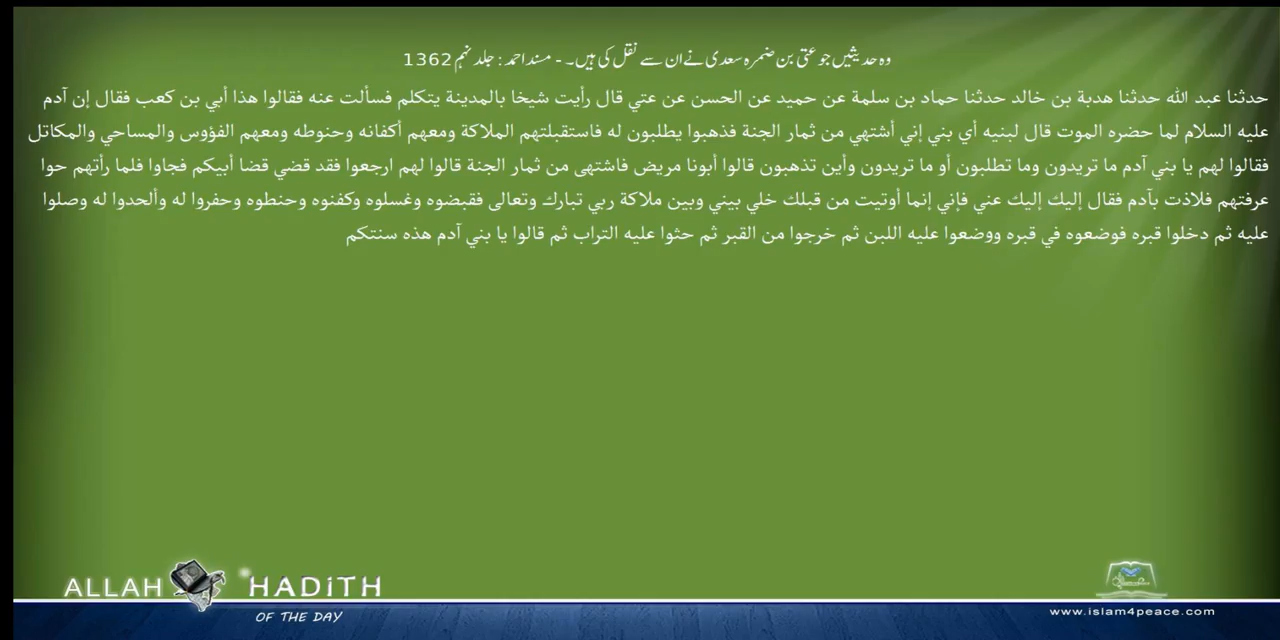 وہ حدیثیں جو عتی بن ضمرہ سعدی نے ان سے نقل کی ہیں۔ - مسند احمد : جلد نہم 1362
حدثنا عبد الله حدثنا هدبة بن خالد حدثنا حماد بن سلمة عن حميد عن الحسن عن عتي قال رأيت شيخا بالمدينة يتكلم فسألت عنه فقالوا هذا أبي بن كعب فقال إن آدم
عليه السلام لما حضره الموت قال لبنيه أي بني إني أشتهي من ثمار الجنة فذهبوا يطلبون له فاستقبلتهم الملاكة ومعهم أكفانه وحنوطه ومعهم الفؤوس والمساحي والمكاتل
فقالوا لهم يا بني آدم ما تريدون وما تطلبون أو ما تريدون وأين تذهبون قالوا أبونا مريض فاشتهى من ثمار الجنة قالوا لهم ارجعوا فقد قضي قضا أبيكم فجاوا فلما رأتهم حوا
عرفتهم فلاذت بآدم فقال إليك إليك عني فإني إنما أوتيت من قبلك خلي بيني وبين ملاكة ربي تبارك وتعالى فقبضوه وغسلوه وكفنوه وحنطوه وحفروا له وألحدوا له وصلوا
عليه ثم دخلوا قبره فوضعوه في قبره ووضعوا عليه اللبن ثم خرجوا من القبر ثم حثوا عليه التراب ثم قالوا يا بني آدم هذه سنتكم
ALLAH HADITH
OF THE DAY
www.islam4peace.com